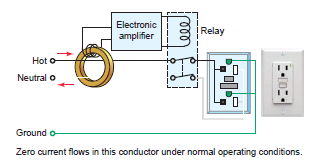 Electronic
amplifier
Relay
Hot
Neutral
Ground
Zero current flows in this conductor under normal operating conditions.